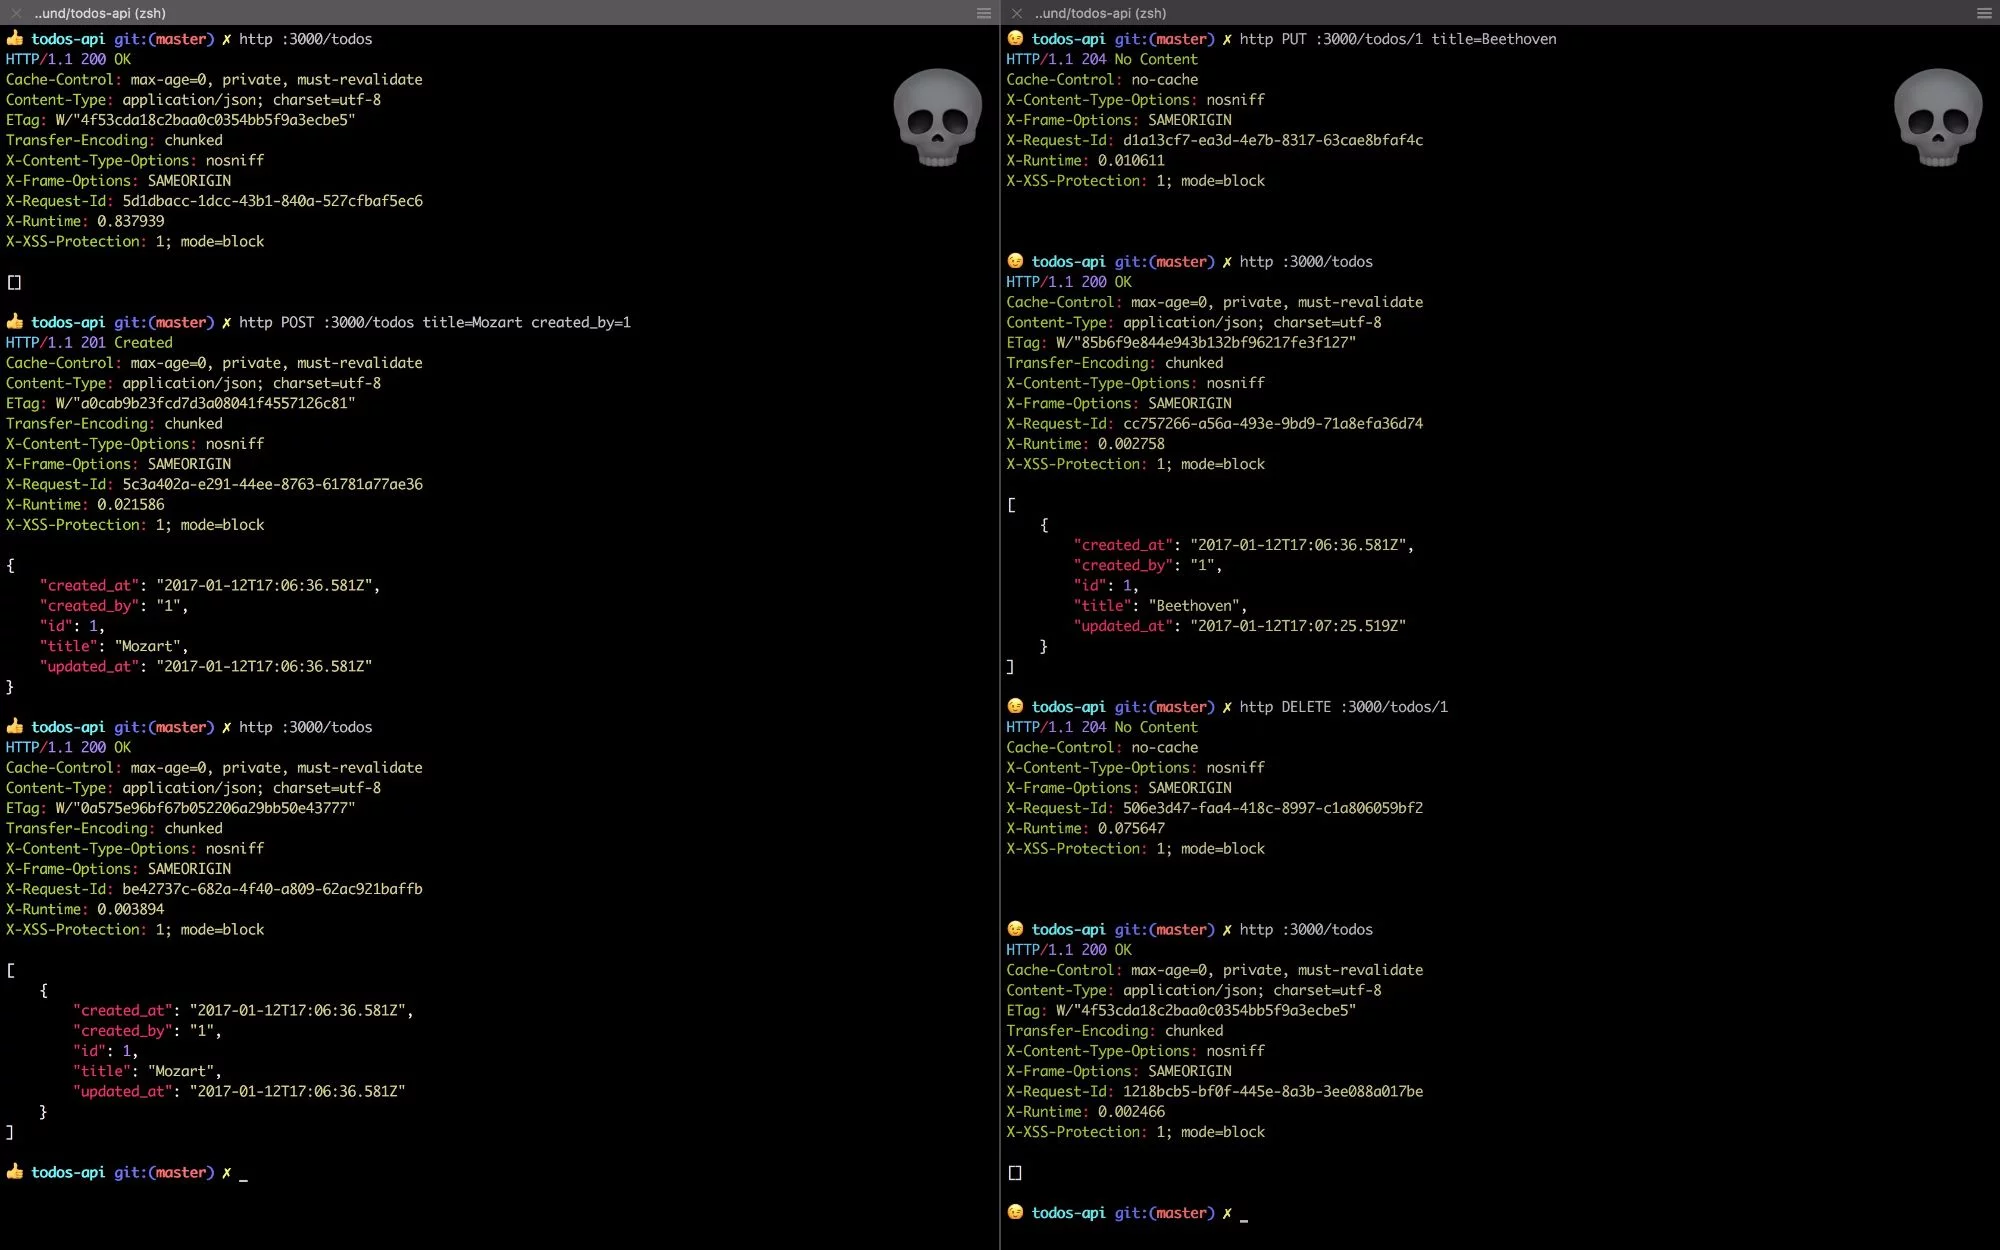 ..und/todos-api (zsh)
👍 todos-api git:(master) ✗ http :3000/todos
HTTP/1.1 200 OK
Cache-Control: max-age=0, private, must-revalidate
Content-Type: application/json; charset=utf-8
ETag: W/"4f53cda18c2baa0c0354bb5f9a3ecbe5"
Transfer-Encoding: chunked
X-Content-Type-Options: nosniff
X-Frame-Options: SAMEORIGIN
X-Request-Id: 5d1dbacc-1dcc-43b1-840a-527cfbaf5ec6
X-Runtime: 0.837939
X-XSS-Protection: 1; mode=block
[]
👍 todos-api git:(master) ✗ http POST :3000/todos title=Mozart created_by=1
HTTP/1.1 201 Created
Cache-Control: max-age=0, private, must-revalidate
Content-Type: application/json; charset=utf-8
ETag: W/"a0cab9b23fcd7d3a08041f4557126c81"
Transfer-Encoding: chunked
X-Content-Type-Options: nosniff
X-Frame-Options: SAMEORIGIN
X-Request-Id: 5c3a402a-e291-44ee-8763-61781a77ae36
X-Runtime: 0.021586
X-XSS-Protection: 1; mode=block
{
    "created_at": "2017-01-12T17:06:36.581Z",
    "created_by": "1",
    "id": 1,
    "title": "Mozart",
    "updated_at": "2017-01-12T17:06:36.581Z"
}
👍 todos-api git:(master) ✗ http :3000/todos
HTTP/1.1 200 OK
Cache-Control: max-age=0, private, must-revalidate
Content-Type: application/json; charset=utf-8
ETag: W/"0a575e96bf67b052206a29bb50e43777"
Transfer-Encoding: chunked
X-Content-Type-Options: nosniff
X-Frame-Options: SAMEORIGIN
X-Request-Id: be42737c-682a-4f40-a809-62ac921baffb
X-Runtime: 0.003894
X-XSS-Protection: 1; mode=block
[
    {
        "created_at": "2017-01-12T17:06:36.581Z",
        "created_by": "1",
        "id": 1,
        "title": "Mozart",
        "updated_at": "2017-01-12T17:06:36.581Z"
    }
]
👍 todos-api git:(master) ✗ _
..und/todos-api (zsh)
😉 todos-api git:(master) ✗ http PUT :3000/todos/1 title=Beethoven
HTTP/1.1 204 No Content
Cache-Control: no-cache
X-Content-Type-Options: nosniff
X-Frame-Options: SAMEORIGIN
X-Request-Id: d1a13cf7-ea3d-4e7b-8317-63cae8bfaf4c
X-Runtime: 0.010611
X-XSS-Protection: 1; mode=block
😉 todos-api git:(master) ✗ http :3000/todos
HTTP/1.1 200 OK
Cache-Control: max-age=0, private, must-revalidate
Content-Type: application/json; charset=utf-8
ETag: W/"85b6f9e844e943b132bf96217fe3f127"
Transfer-Encoding: chunked
X-Content-Type-Options: nosniff
X-Frame-Options: SAMEORIGIN
X-Request-Id: cc757266-a56a-493e-9bd9-71a8efa36d74
X-Runtime: 0.002758
X-XSS-Protection: 1; mode=block
[
    {
        "created_at": "2017-01-12T17:06:36.581Z",
        "created_by": "1",
        "id": 1,
        "title": "Beethoven",
        "updated_at": "2017-01-12T17:07:25.519Z"
    }
]
😉 todos-api git:(master) ✗ http DELETE :3000/todos/1
HTTP/1.1 204 No Content
Cache-Control: no-cache
X-Content-Type-Options: nosniff
X-Frame-Options: SAMEORIGIN
X-Request-Id: 506e3d47-faa4-418c-8997-c1a806059bf2
X-Runtime: 0.075647
X-XSS-Protection: 1; mode=block
😉 todos-api git:(master) ✗ http :3000/todos
HTTP/1.1 200 OK
Cache-Control: max-age=0, private, must-revalidate
Content-Type: application/json; charset=utf-8
ETag: W/"4f53cda18c2baa0c0354bb5f9a3ecbe5"
Transfer-Encoding: chunked
X-Content-Type-Options: nosniff
X-Frame-Options: SAMEORIGIN
X-Request-Id: 1218bcb5-bf0f-445e-8a3b-3ee088a017be
X-Runtime: 0.002466
X-XSS-Protection: 1; mode=block
[]
😉 todos-api git:(master) ✗ _